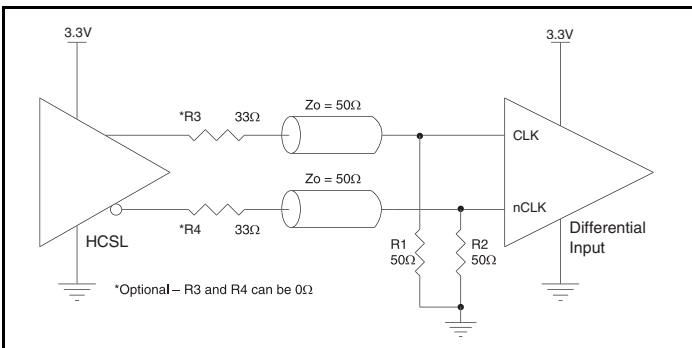 3.3V
3.3V
*R3 33Ω
Zo = 50Ω
CLK
Zo = 50Ω
nCLK
*R4 33Ω
HCSL
R1
50Ω
R2
50Ω
Differential
Input
*Optional – R3 and R4 can be 0Ω